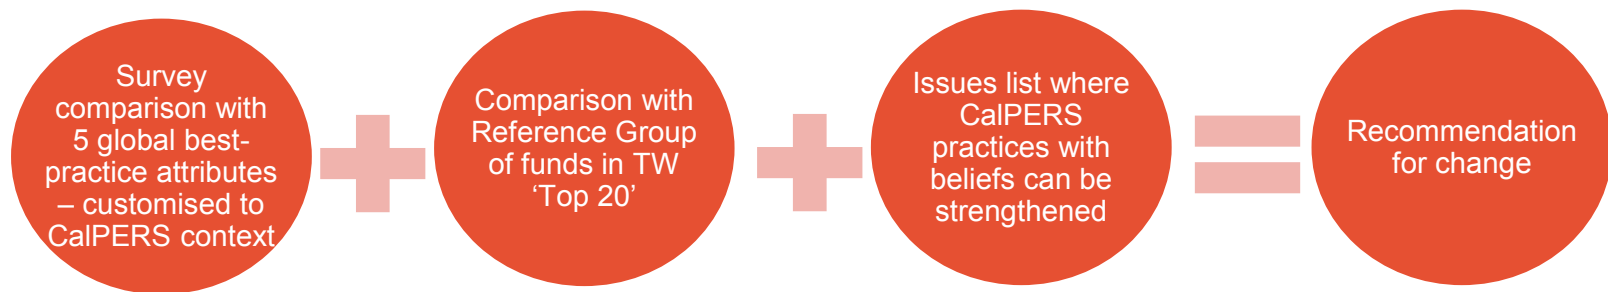 Survey
comparison with
5 global best-
practice attributes
– customised to
CalPERS context
Comparison with
Reference Group
of funds in TW
‘Top 20’
Issues list where
CalPERS
practices with
beliefs can be
strengthened
Recommendation
for change